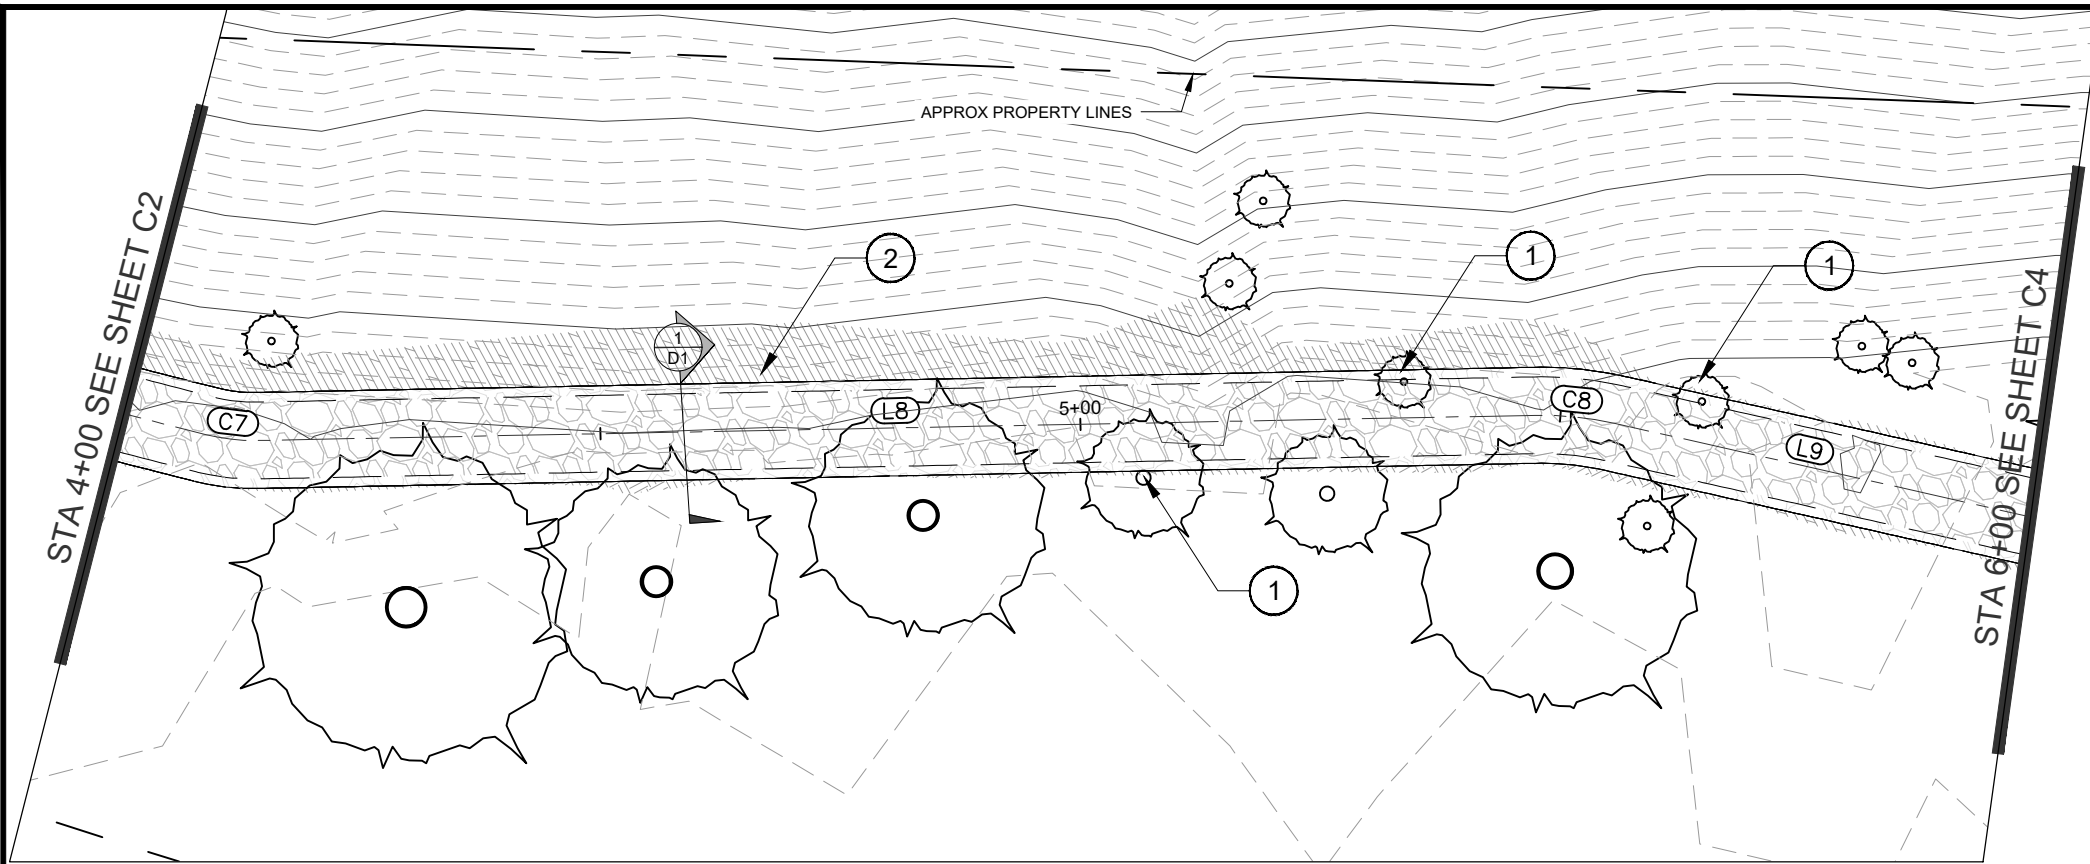 APPROX PROPERTY LINES
STA 4+00 SEE SHEET C2
2
1
1
STA 6+00 SEE SHEET C4
1
D1
C7
L8
5+00
C8
L9
1